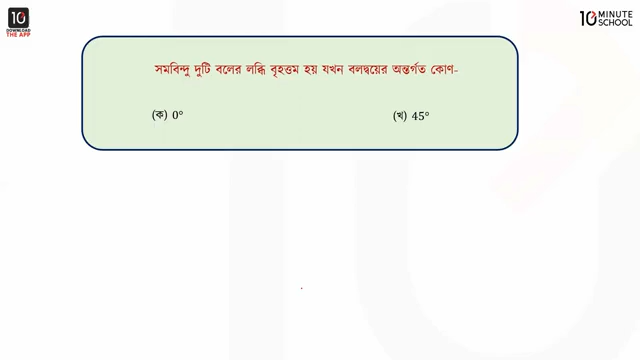 10
DOWNLOAD
THE APP
10 MINUTE
SCHOOL
সমবিন্দু দুটি বলের লব্ধি বৃহত্তম হয় যখন বলদ্বয়ের অন্তর্গত কোণ-
(ক) 0° (খ) 45°